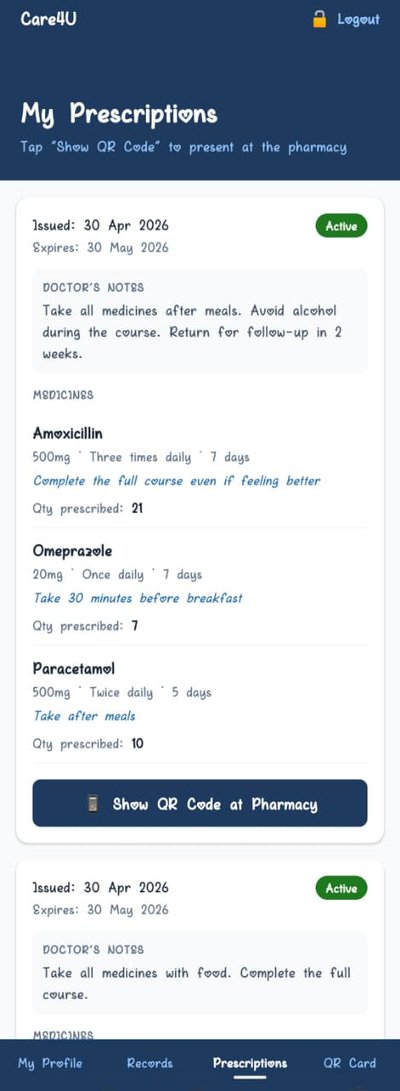 Care4U
Logout
My Prescriptions
Tap "Show QR Code" to present at the pharmacy
Issued: 30 Apr 2026
Active
Expires: 30 May 2026
DOCTOR'S NOTES
Take all medicines after meals. Avoid alcohol
during the course. Return for follow-up in 2
weeks.
MEDICINES
Amoxicillin
500mg · Three times daily · 7 days
Complete the full course even if feeling better
Qty prescribed: 21
Omeprazole
20mg · Once daily · 7 days
Take 30 minutes before breakfast
Qty prescribed: 7
Paracetamol
500mg · Twice daily · 5 days
Take after meals
Qty prescribed: 10
Show QR Code at Pharmacy
Issued: 30 Apr 2026
Active
Expires: 30 May 2026
DOCTOR'S NOTES
Take all medicines with food. Complete the full
course.
MEDICINES
My Profile
Records
Prescriptions
QR Card